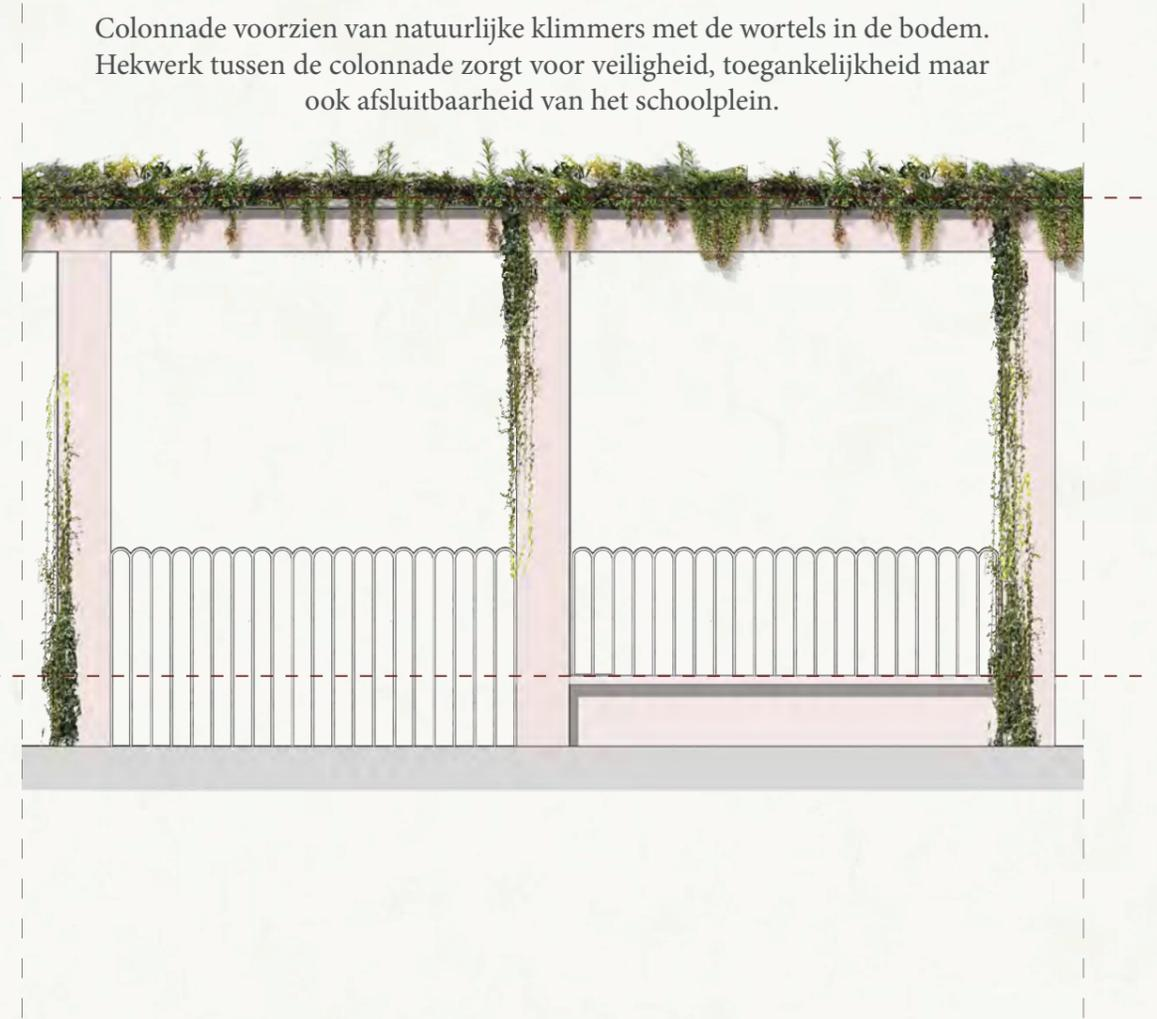 Colonnade voorzien van natuurlijke klimmers met de wortels in de bodem.
Hekwerk tussen de colonnade zorgt voor veiligheid, toegankelijkheid maar
ook afsluitbaarheid van het schoolplein.